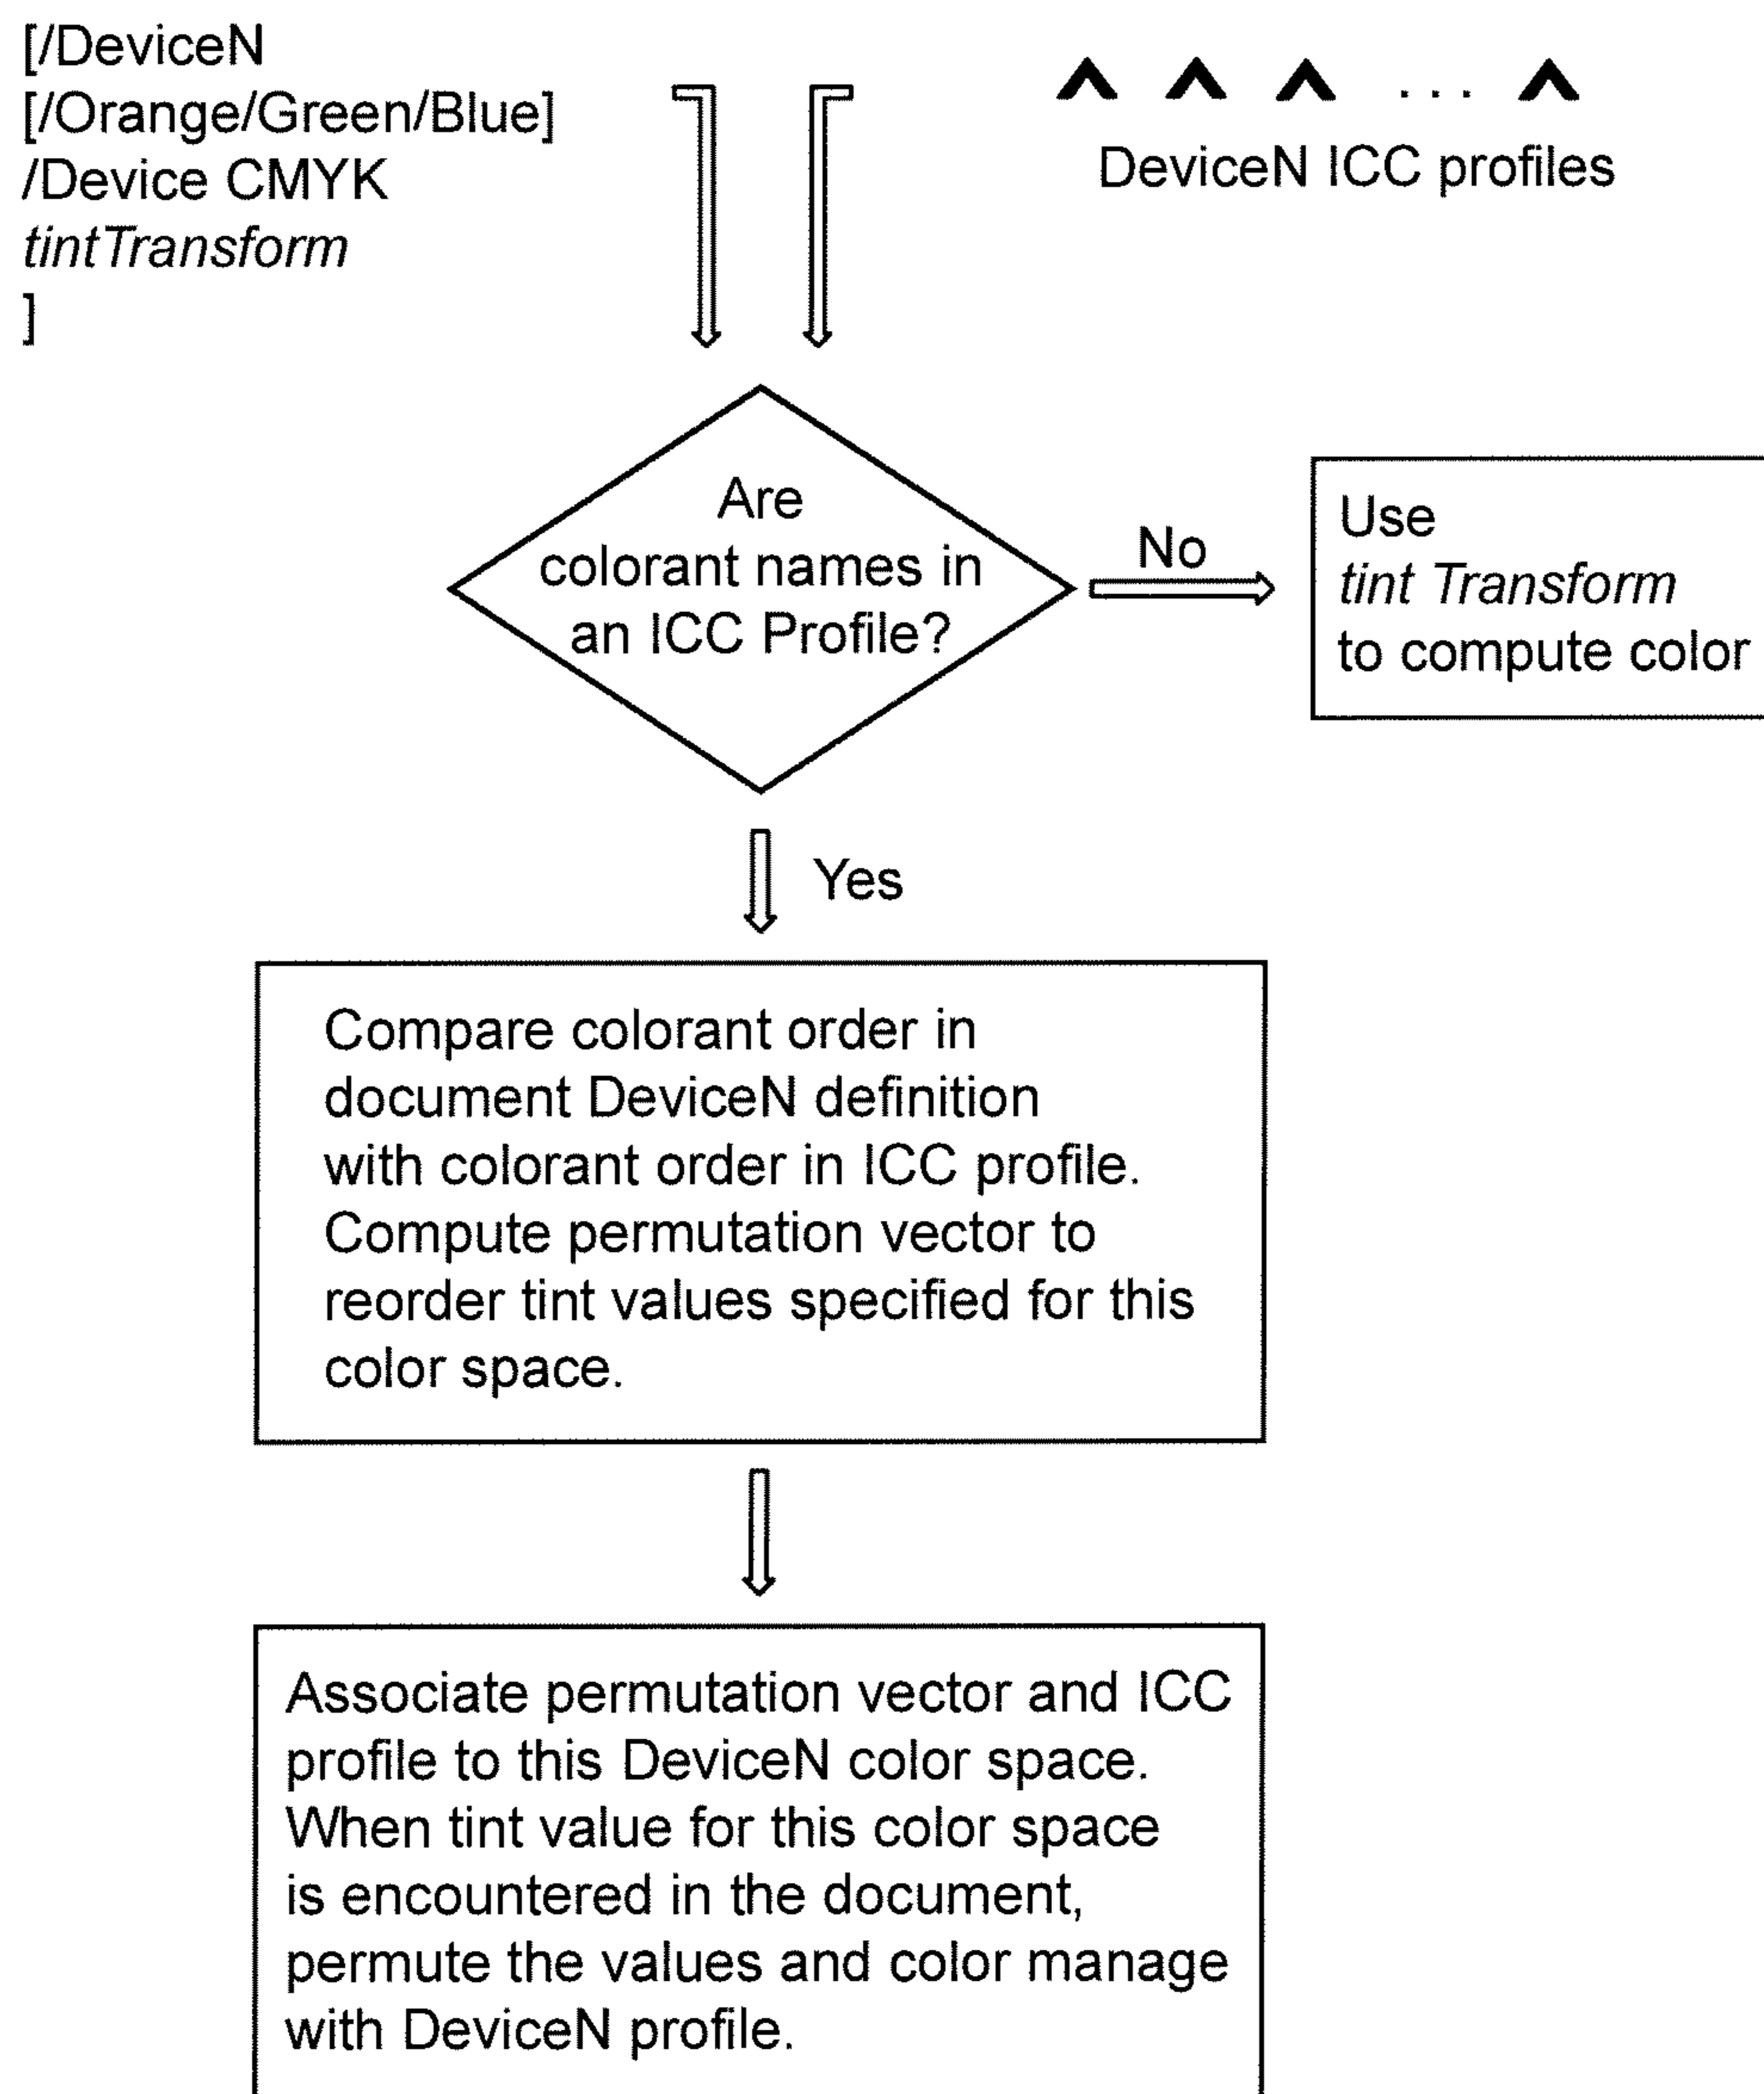 [/DeviceN
[/Orange/Green/Blue]
/Device CMYK
tintTransform
]
. . .
DeviceN ICC profiles
Are
colorant names in
an ICC Profile?
No
Use
tint Transform
to compute color
Yes
Compare colorant order in
document DeviceN definition
with colorant order in ICC profile.
Compute permutation vector to
reorder tint values specified for this
color space.
Associate permutation vector and ICC
profile to this DeviceN color space.
When tint value for this color space
is encountered in the document,
permute the values and color manage
with DeviceN profile.